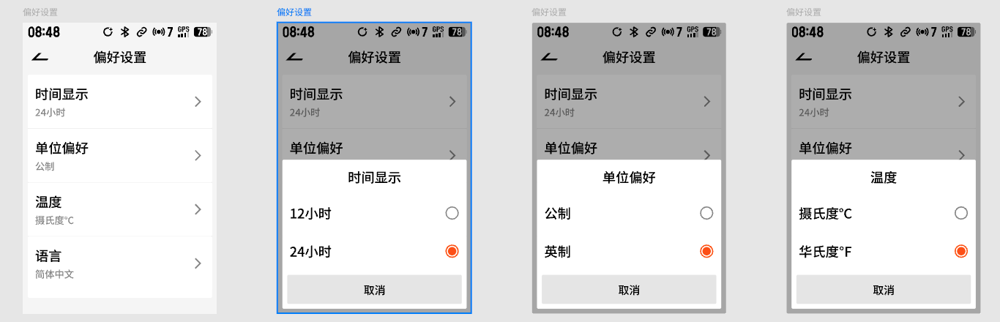 偏好设置
08:48 7 GPS 78
偏好设置
时间显示
24小时
单位偏好
公制
温度
摄氏度°C
语言
简体中文
偏好设置
08:48 7 GPS 78
偏好设置
时间显示
24小时
单位偏好
时间显示
12小时
24小时
取消
偏好设置
08:48 7 GPS 78
偏好设置
时间显示
24小时
单位偏好
单位偏好
公制
英制
取消
偏好设置
08:48 7 GPS 78
偏好设置
时间显示
24小时
单位偏好
温度
摄氏度°C
华氏度°F
取消